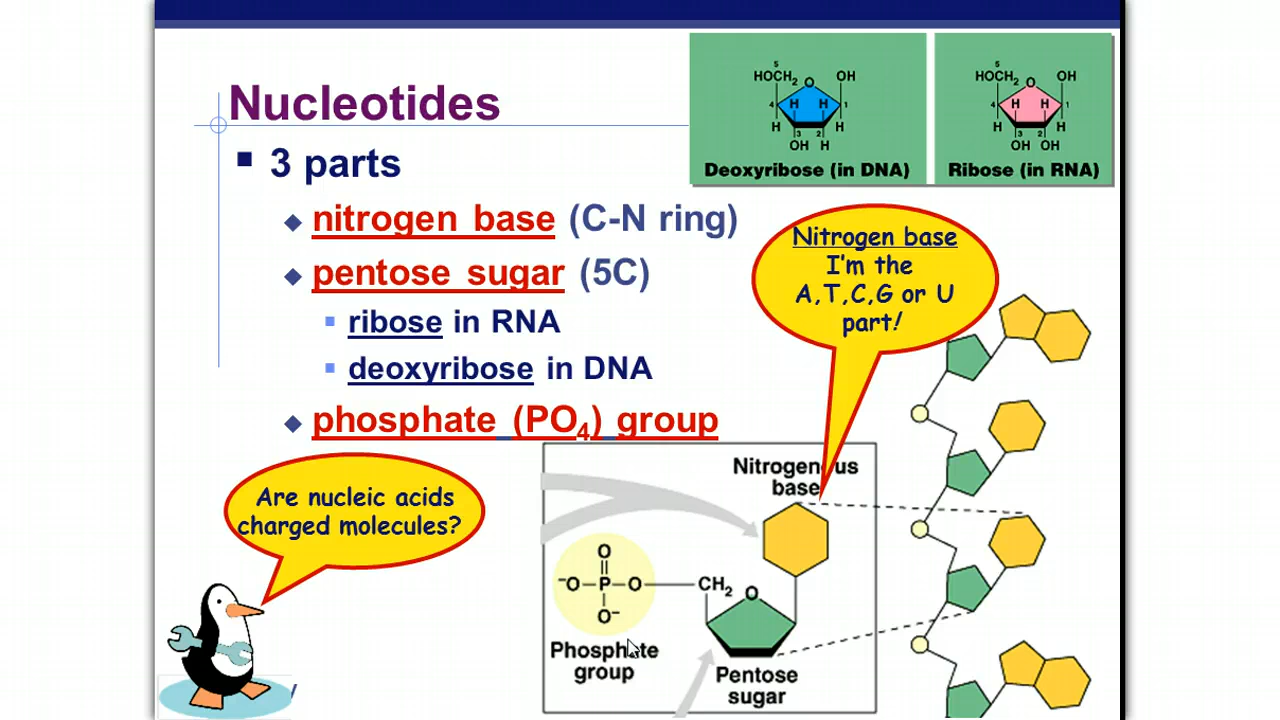 Nucleotides
3 parts
nitrogen base (C-N ring)
pentose sugar (5C)
ribose in RNA
deoxyribose in DNA
phosphate (PO4) group
5
HOCH2 O OH
4 H H 1
H 3 2 H
OH H
Deoxyribose (in DNA)
5
HOCH2 O OH
4 H H 1
H 3 2 H
OH OH
Ribose (in RNA)
Nitrogen base
I'm the
A,T,C,G or U
part!
Are nucleic acids
charged molecules?
Nitrogenous
base
O
⁻O–P–O CH2 O
O⁻
Phosphate
group
Pentose
sugar